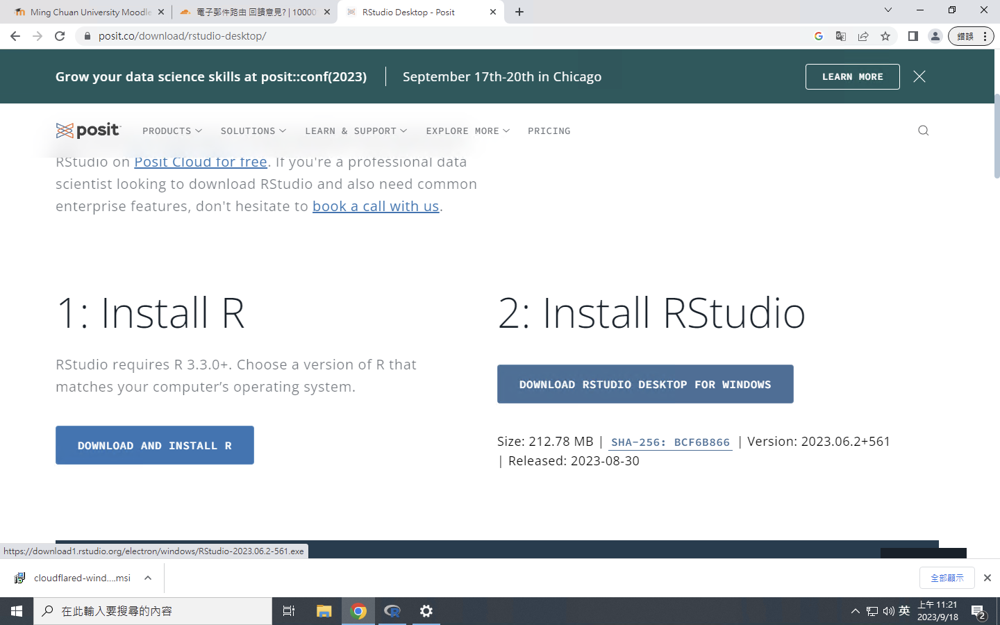 Ming Chuan University Moodle
電子郵件路由 回饋意見? | 10000
RStudio Desktop - Posit
posit.co/download/rstudio-desktop/
錯誤
Grow your data science skills at posit::conf(2023)
September 17th-20th in Chicago
LEARN MORE
posit
PRODUCTS
SOLUTIONS
LEARN & SUPPORT
EXPLORE MORE
PRICING
RStudio on Posit Cloud for free. If you're a professional data
scientist looking to download RStudio and also need common
enterprise features, don't hesitate to book a call with us.
1: Install R
RStudio requires R 3.3.0+. Choose a version of R that
matches your computer’s operating system.
DOWNLOAD AND INSTALL R
2: Install RStudio
DOWNLOAD RSTUDIO DESKTOP FOR WINDOWS
Size: 212.78 MB | SHA-256: BCF6B866 | Version: 2023.06.2+561
| Released: 2023-08-30
https://download1.rstudio.org/electron/windows/RStudio-2023.06.2-561.exe
cloudflared-wind....msi
全部顯示
在此輸入要搜尋的內容
英
上午 11:21
2023/9/18
2